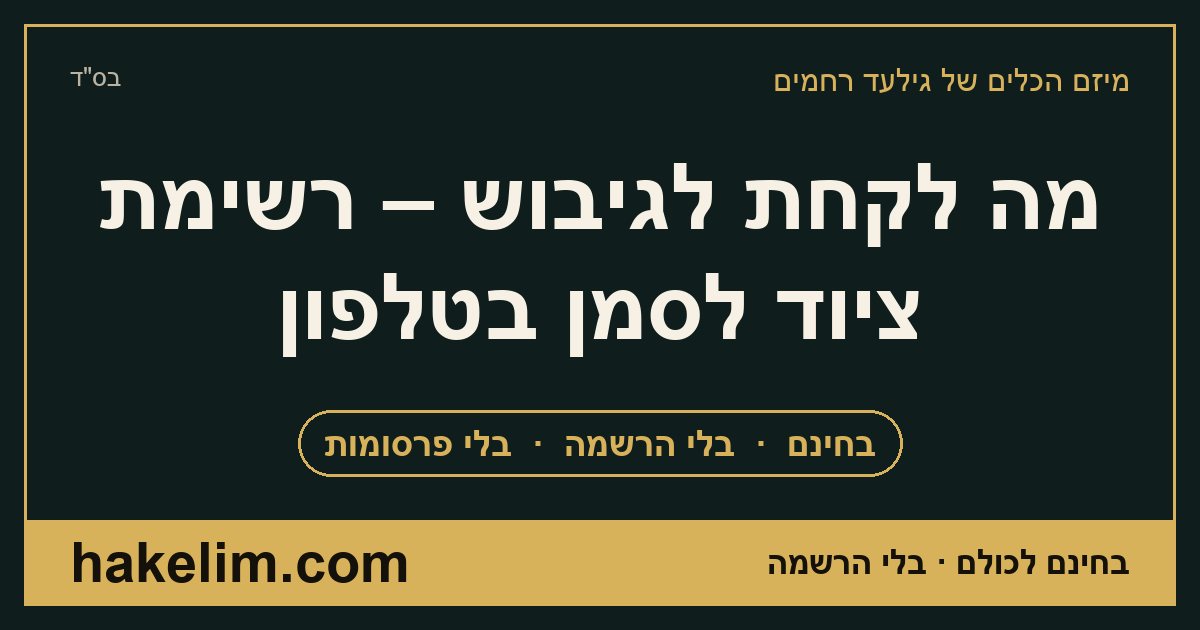 בס"ד
מיזם הכלים של גילעד רחמים
מה לקחת לגיבוש – רשימת
ציוד לסמן בטלפון
בחינם · בלי הרשמה · בלי פרסומות
בחינם לכולם · בלי הרשמה
hakelim.com